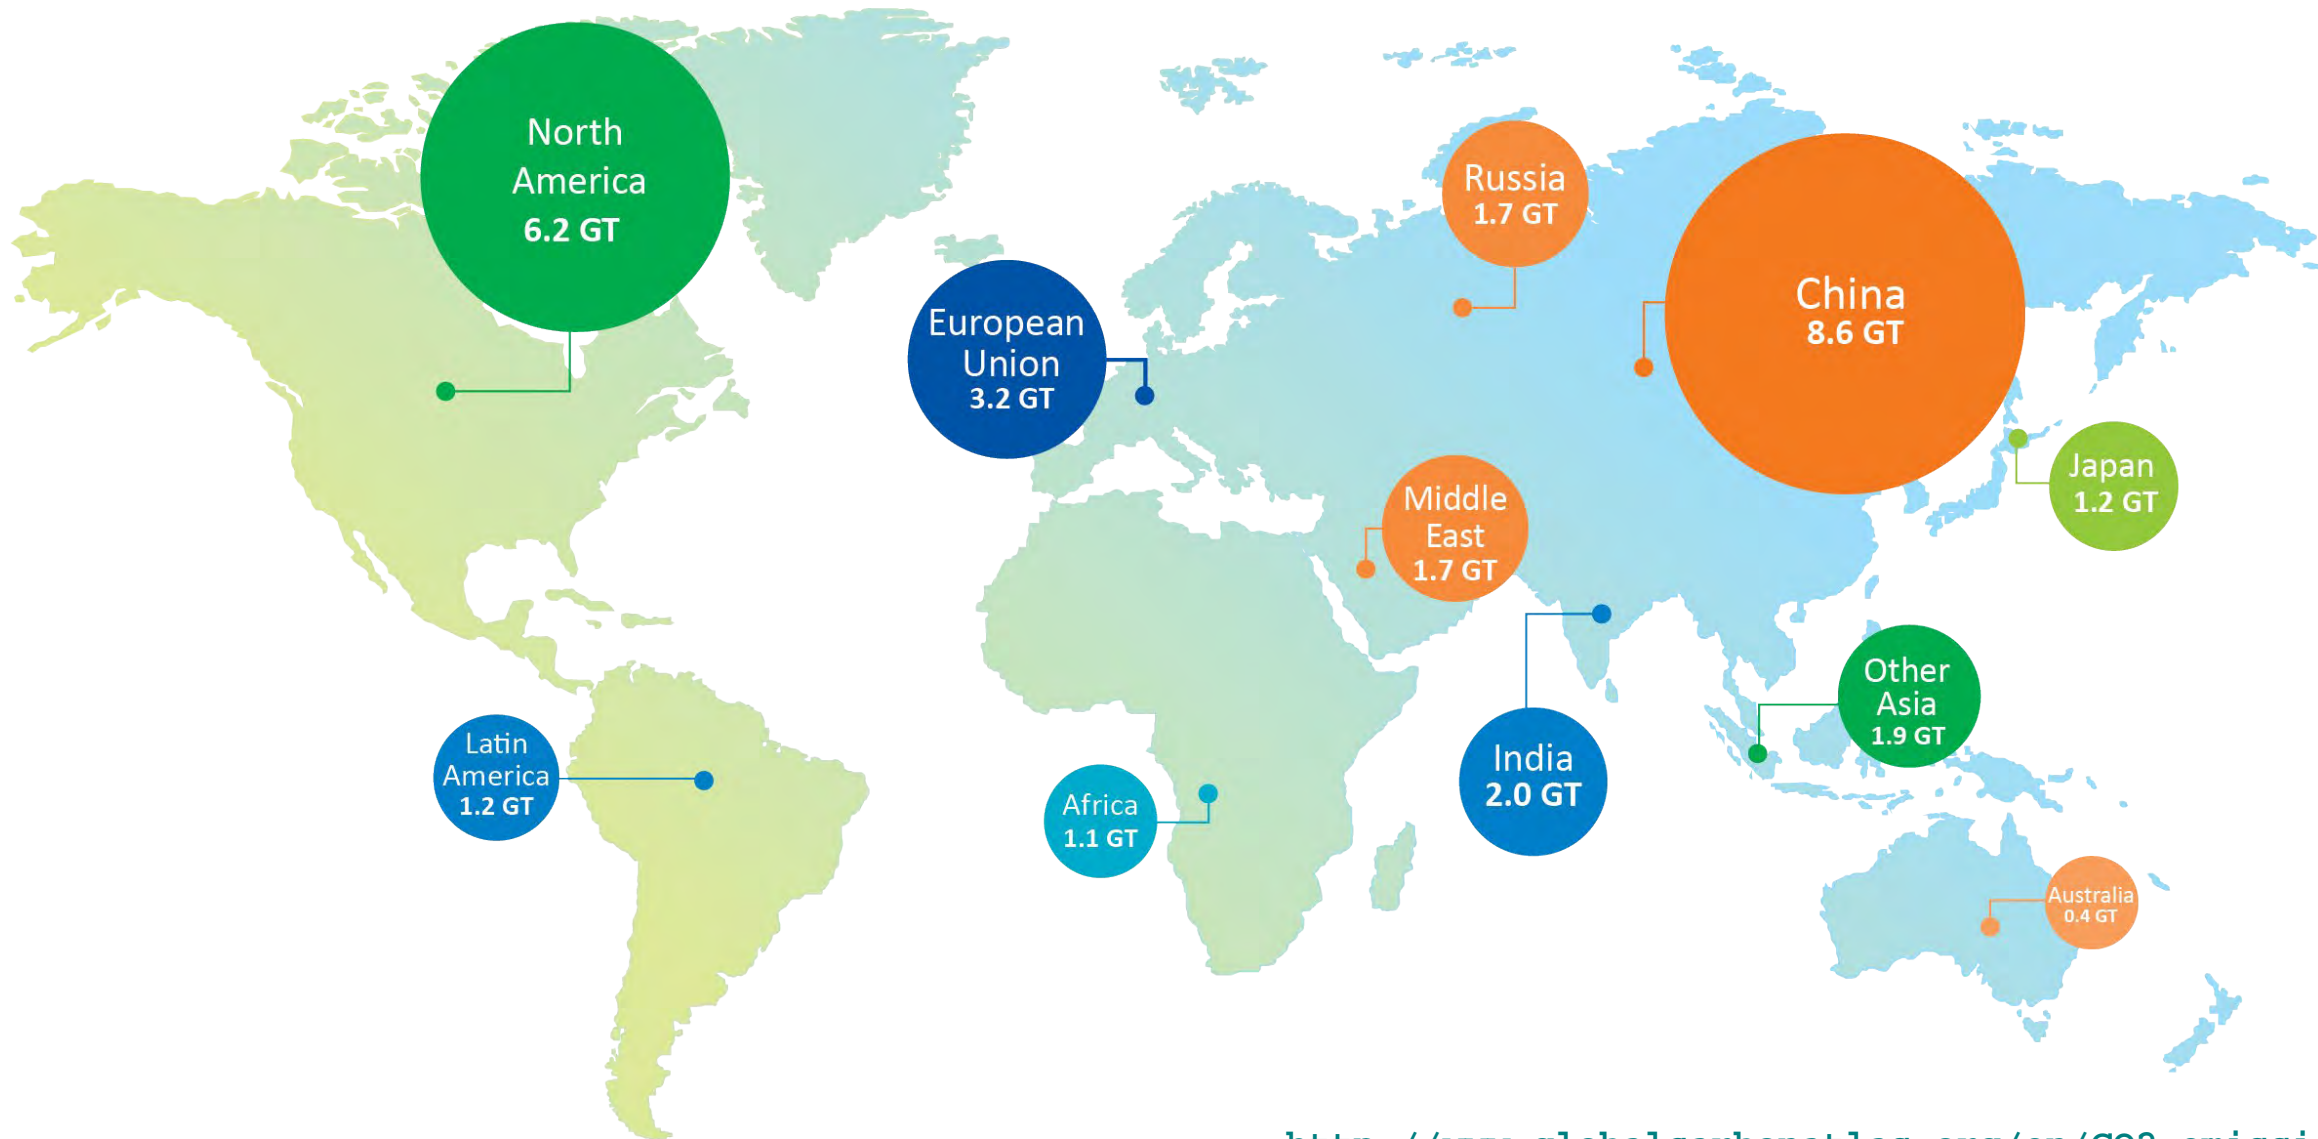 North
America
6.2 GT
Russia
1.7 GT
China
8.6 GT
European
Union
3.2 GT
Japan
1.2 GT
Middle
East
1.7 GT
Other
Asia
1.9 GT
Latin
America
1.2 GT
India
2.0 GT
Africa
1.1 GT
Australia
0.4 GT